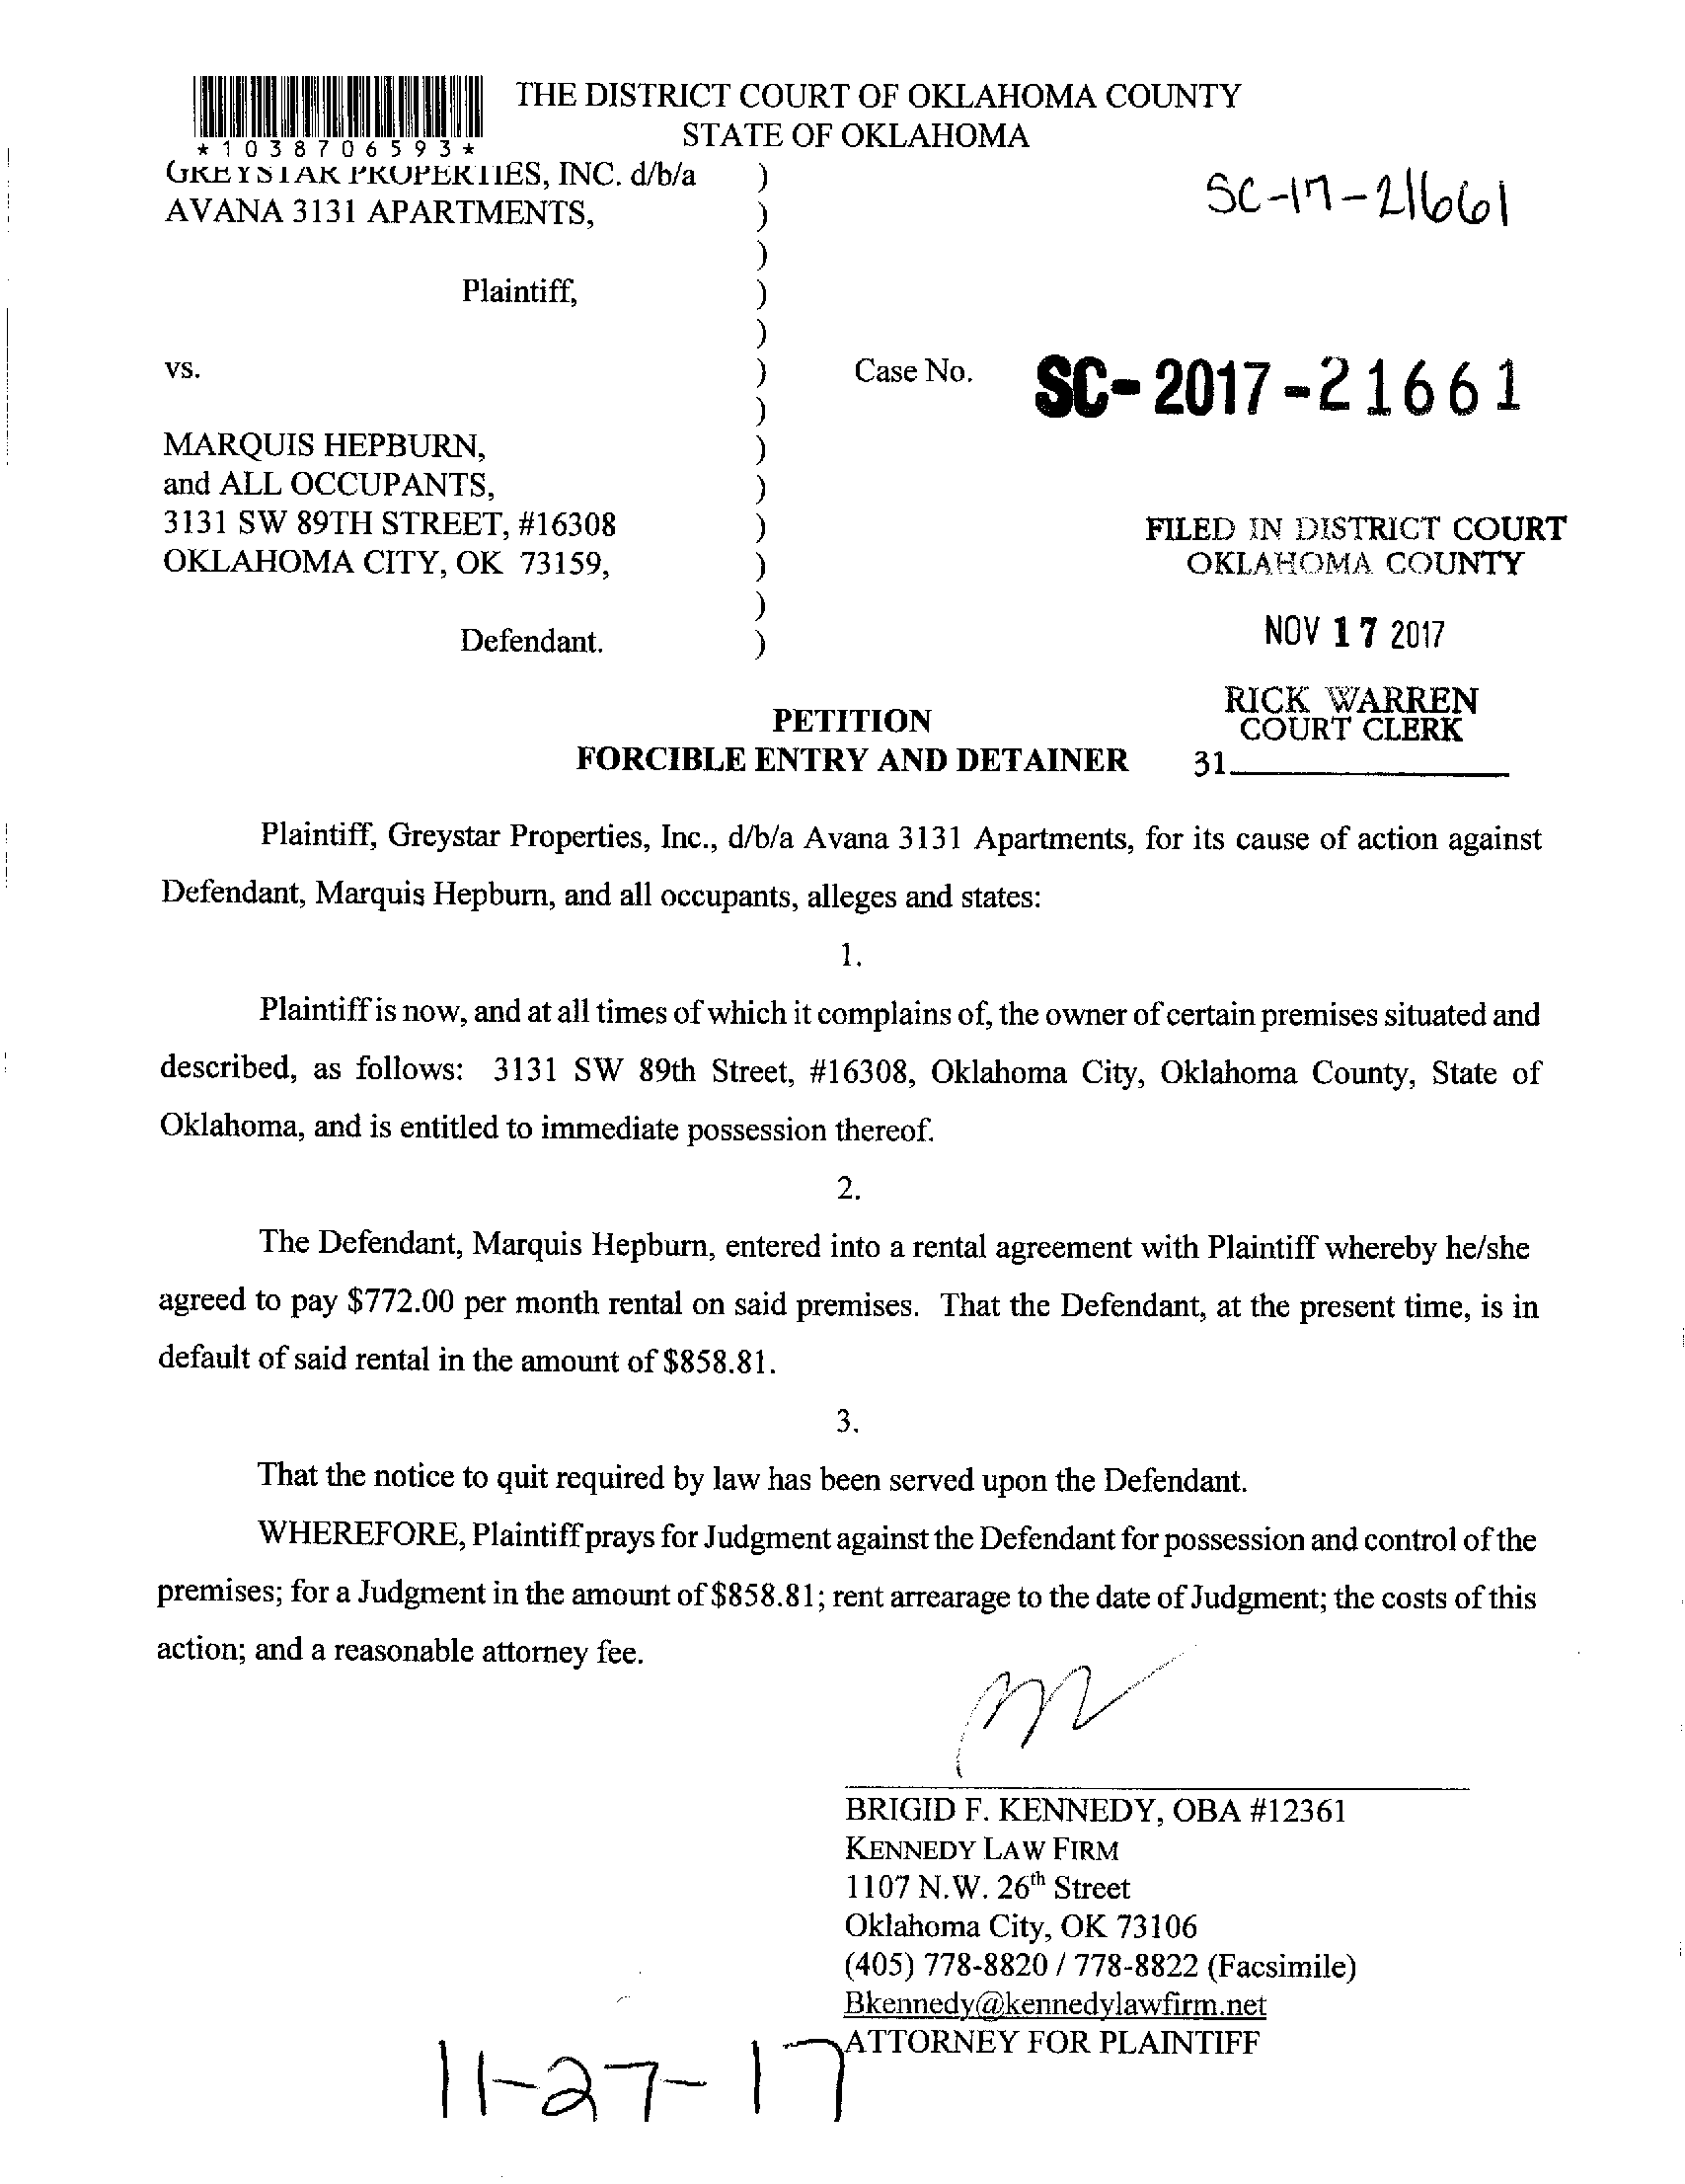 THE DISTRICT COURT OF OKLAHOMA COUNTY
STATE OF OKLAHOMA
*1038706593*
GREYSTAR PROPERTIES, INC. d/b/a )
AVANA 3131 APARTMENTS, )
SC-17-21661
)
Plaintiff, )
)
vs. ) Case No. SC-2017-21661
)
MARQUIS HEPBURN, )
and ALL OCCUPANTS, )
3131 SW 89TH STREET, #16308 )
OKLAHOMA CITY, OK 73159, )
)
Defendant. )
FILED IN DISTRICT COURT
OKLAHOMA COUNTY
NOV 17 2017
RICK WARREN
COURT CLERK
31
PETITION
FORCIBLE ENTRY AND DETAINER
Plaintiff, Greystar Properties, Inc., d/b/a Avana 3131 Apartments, for its cause of action against
Defendant, Marquis Hepburn, and all occupants, alleges and states:
1.
Plaintiff is now, and at all times of which it complains of, the owner of certain premises situated and
described, as follows: 3131 SW 89th Street, #16308, Oklahoma City, Oklahoma County, State of
Oklahoma, and is entitled to immediate possession thereof.
2.
The Defendant, Marquis Hepburn, entered into a rental agreement with Plaintiff whereby he/she
agreed to pay $772.00 per month rental on said premises. That the Defendant, at the present time, is in
default of said rental in the amount of $858.81.
3.
That the notice to quit required by law has been served upon the Defendant.
WHEREFORE, Plaintiff prays for Judgment against the Defendant for possession and control of the
premises; for a Judgment in the amount of $858.81; rent arrearage to the date of Judgment; the costs of this
action; and a reasonable attorney fee.
BRIGID F. KENNEDY, OBA #12361
KENNEDY LAW FIRM
1107 N.W. 26th Street
Oklahoma City, OK 73106
(405) 778-8820 / 778-8822 (Facsimile)
Bkennedy@kennedylawfirm.net
ATTORNEY FOR PLAINTIFF
11-27-17